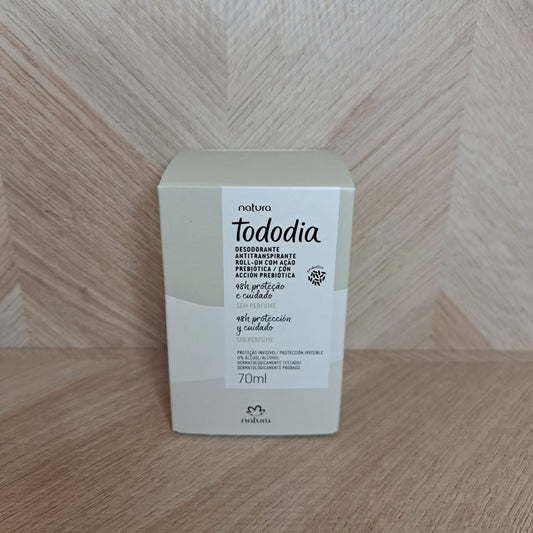 natura
tododia
DESODORANTE
ANTITRANSPIRANTE
ROLL-ON COM AÇÃO
PREBIÓTICA / CON
ACCIÓN PREBIÓTICA
48h proteção
e cuidado
SEM PERFUME
48h protección
y cuidado
SIN PERFUME
PROTEÇÃO INVISÍVEL/ PROTECCIÓN INVISIBLE
0% ÁLCOOL/ALCOHOL
DERMATOLOGICAMENTE TESTADO/
DERMATOLÓGICAMENTE PROBADO
70ml
natura